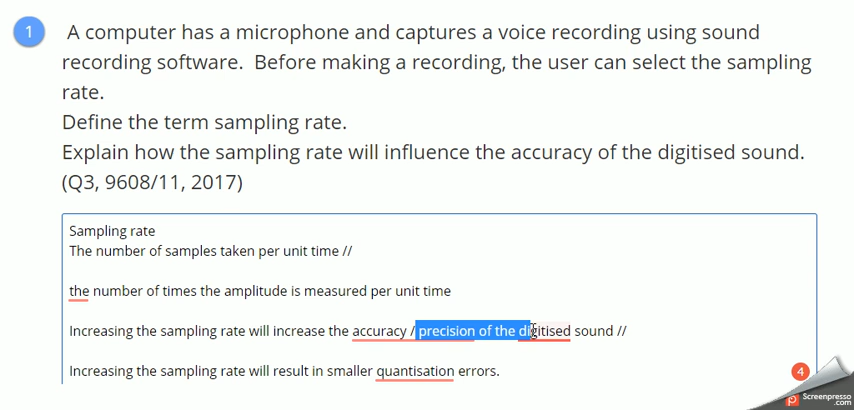 1 A computer has a microphone and captures a voice recording using sound
recording software. Before making a recording, the user can select the sampling
rate.
Define the term sampling rate.
Explain how the sampling rate will influence the accuracy of the digitised sound.
(Q3, 9608/11, 2017)
Sampling rate
The number of samples taken per unit time //
the number of times the amplitude is measured per unit time
Increasing the sampling rate will increase the accuracy / precision of the digitised sound //
Increasing the sampling rate will result in smaller quantisation errors.
4
Screenpresso
.com